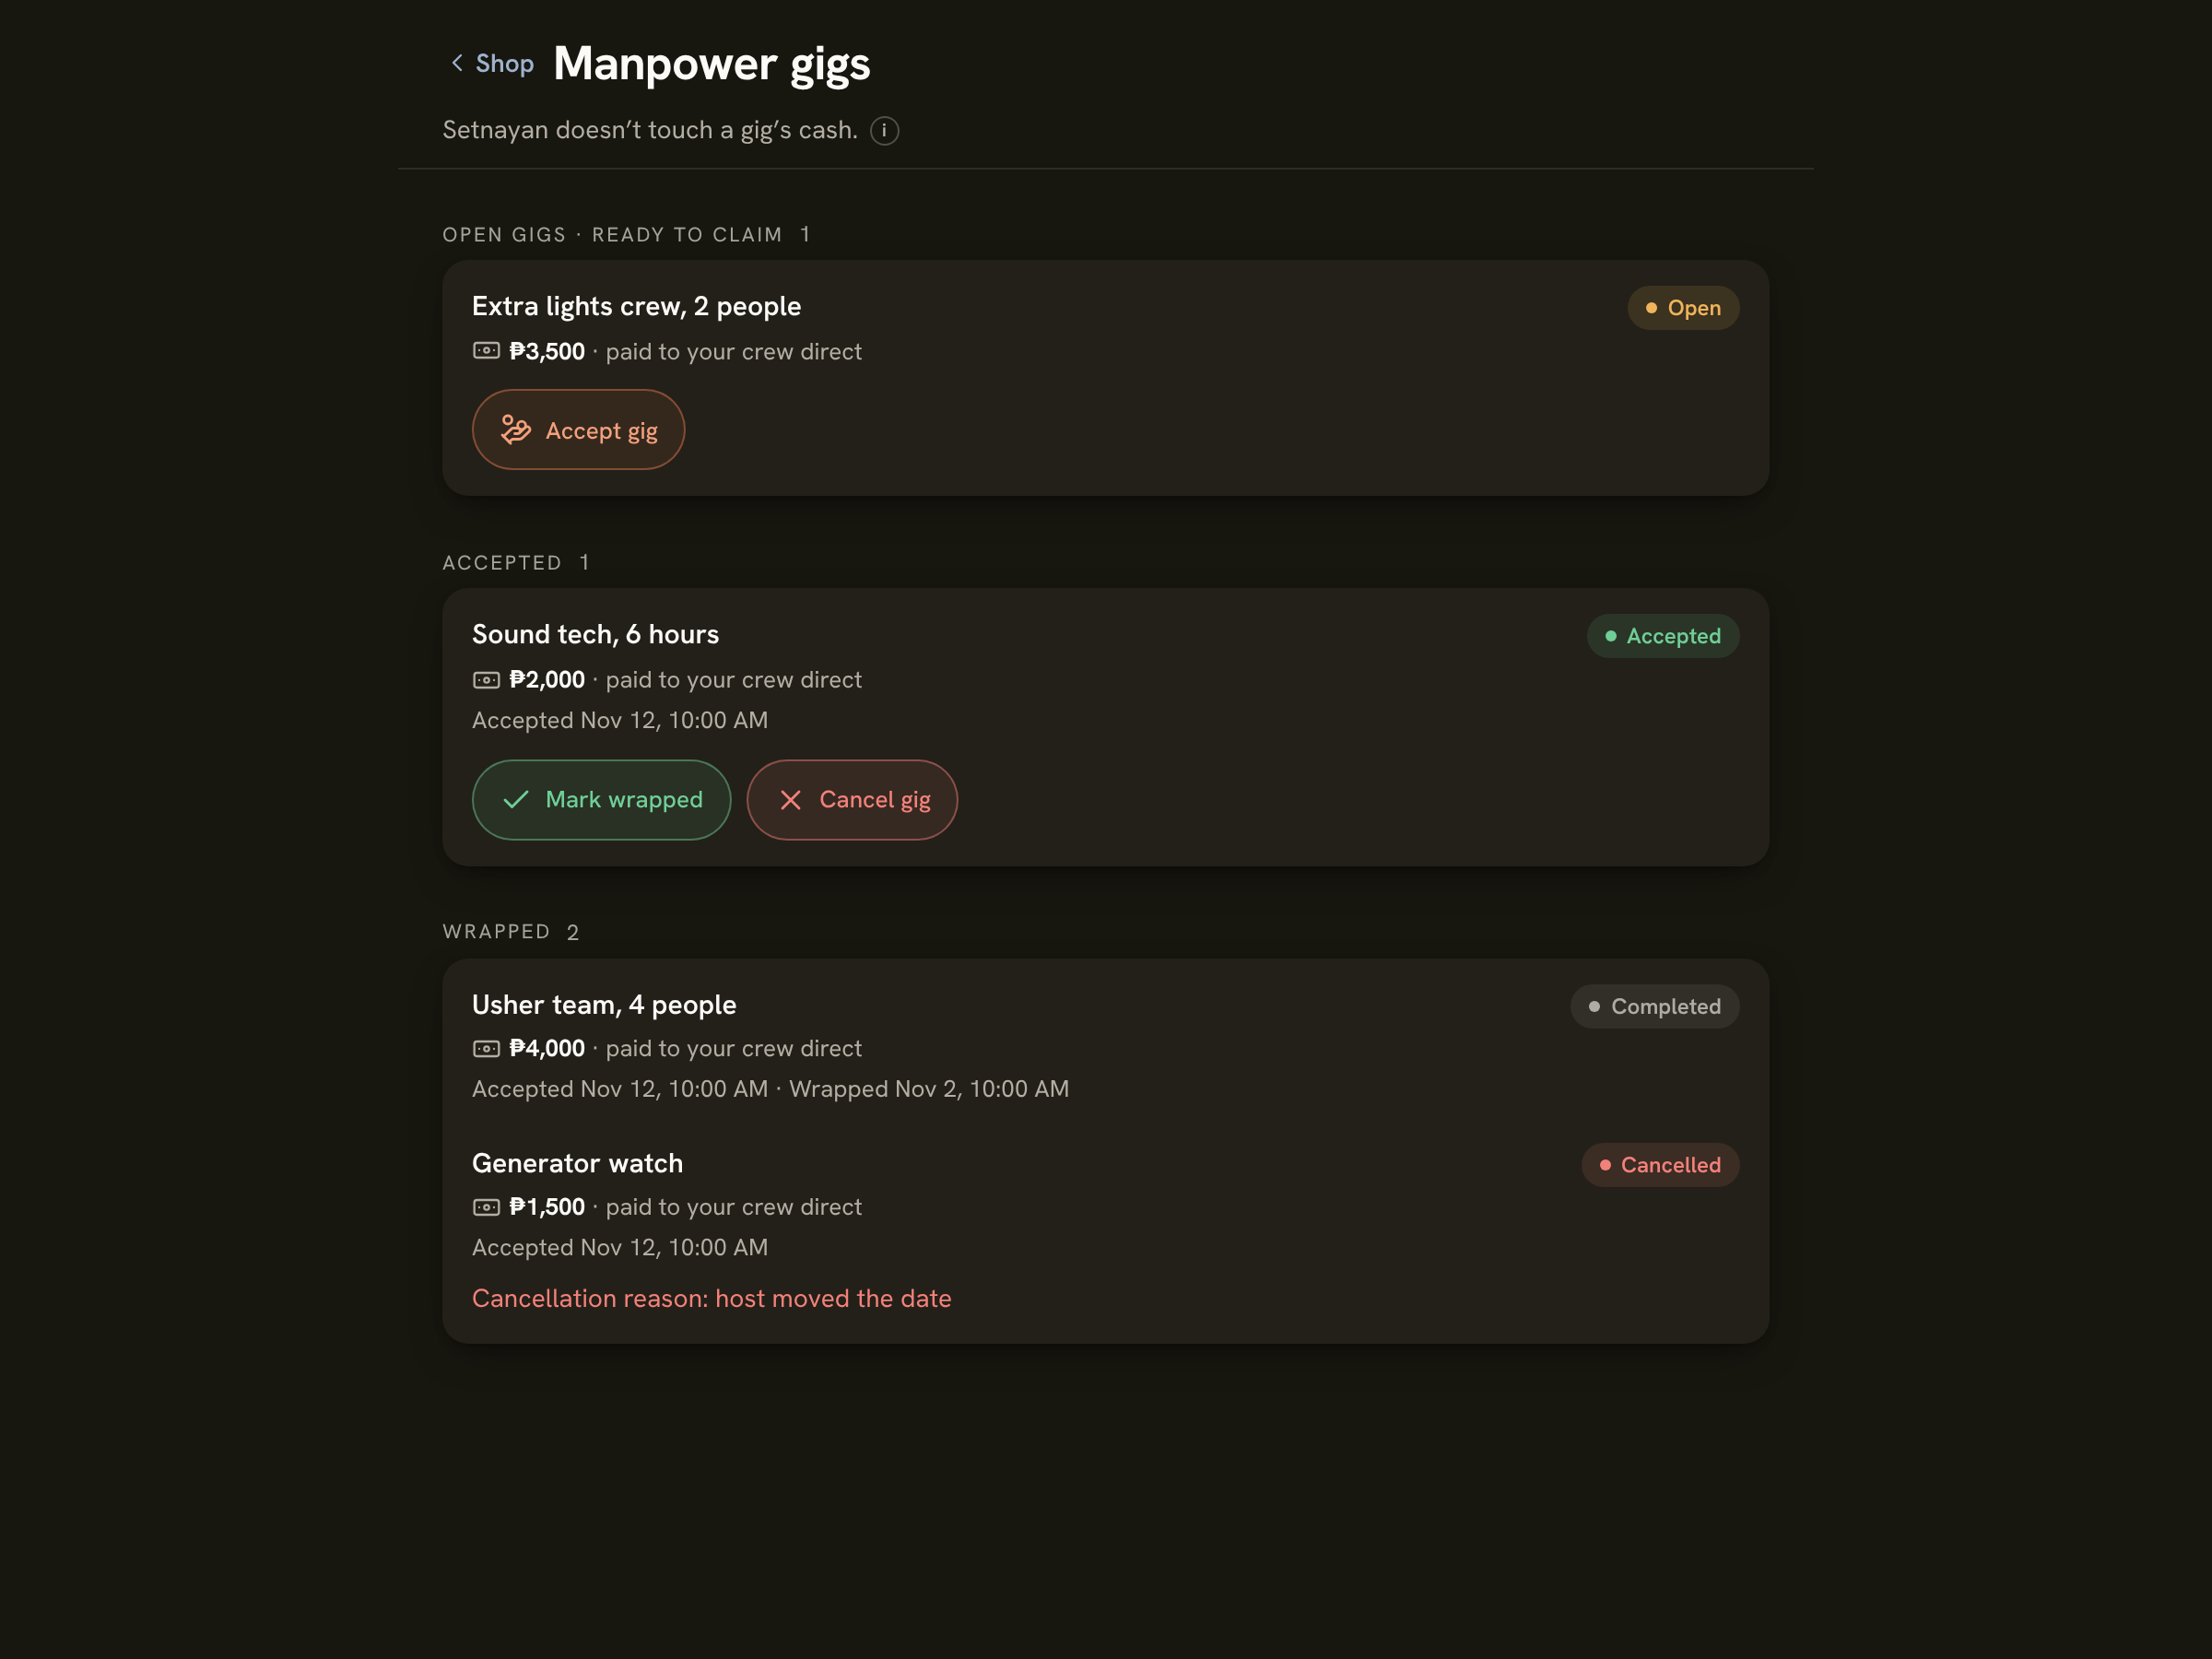 Shop Manpower gigs
Setnayan doesn’t touch a gig’s cash.
OPEN GIGS · READY TO CLAIM 1
Extra lights crew, 2 people
Open
₱3,500 · paid to your crew direct
Accept gig
ACCEPTED 1
Sound tech, 6 hours
Accepted
₱2,000 · paid to your crew direct
Accepted Nov 12, 10:00 AM
Mark wrapped
Cancel gig
WRAPPED 2
Usher team, 4 people
Completed
₱4,000 · paid to your crew direct
Accepted Nov 12, 10:00 AM · Wrapped Nov 2, 10:00 AM
Generator watch
Cancelled
₱1,500 · paid to your crew direct
Accepted Nov 12, 10:00 AM
Cancellation reason: host moved the date